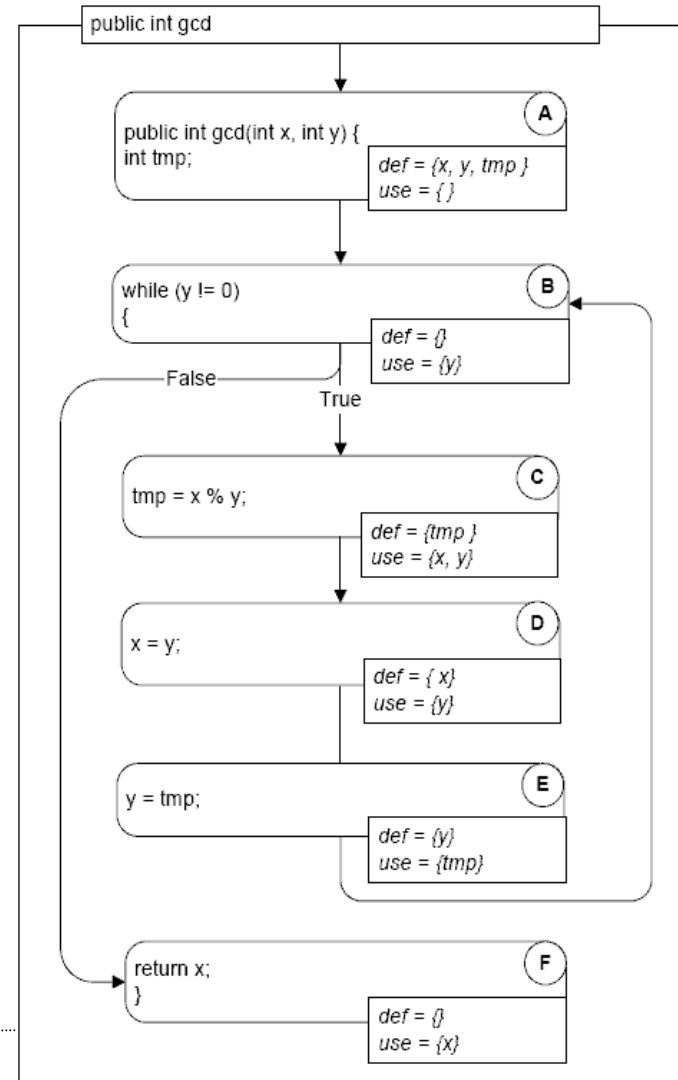 public int gcd
A
public int gcd(int x, int y) {
int tmp;
def = {x, y, tmp }
use = { }
B
while (y != 0)
{
def = {}
use = {y}
False
True
C
tmp = x % y;
def = {tmp }
use = {x, y}
D
x = y;
def = { x}
use = {y}
E
y = tmp;
def = {y}
use = {tmp}
F
return x;
}
def = {}
use = {x}